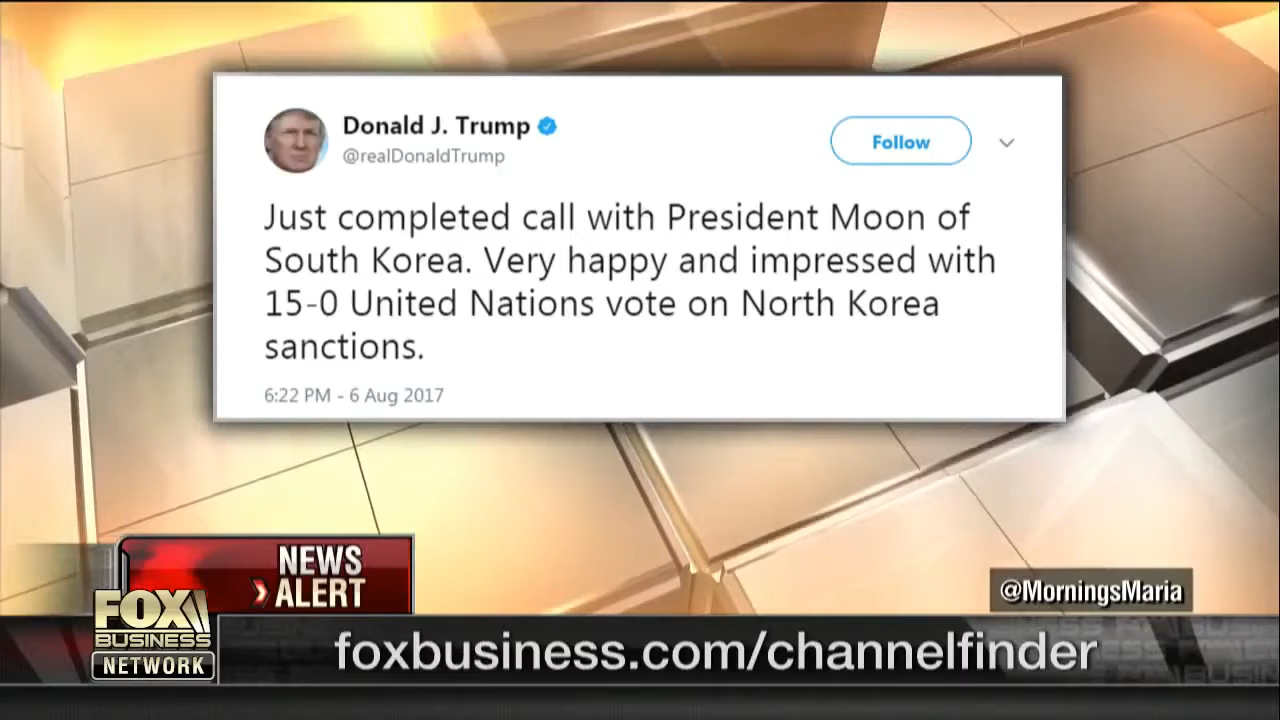 Donald J. Trump
@realDonaldTrump
Follow
Just completed call with President Moon of
South Korea. Very happy and impressed with
15-0 United Nations vote on North Korea
sanctions.
6:22 PM - 6 Aug 2017
NEWS
ALERT
@MorningsMaria
FOX
BUSINESS
NETWORK
foxbusiness.com/channelfinder